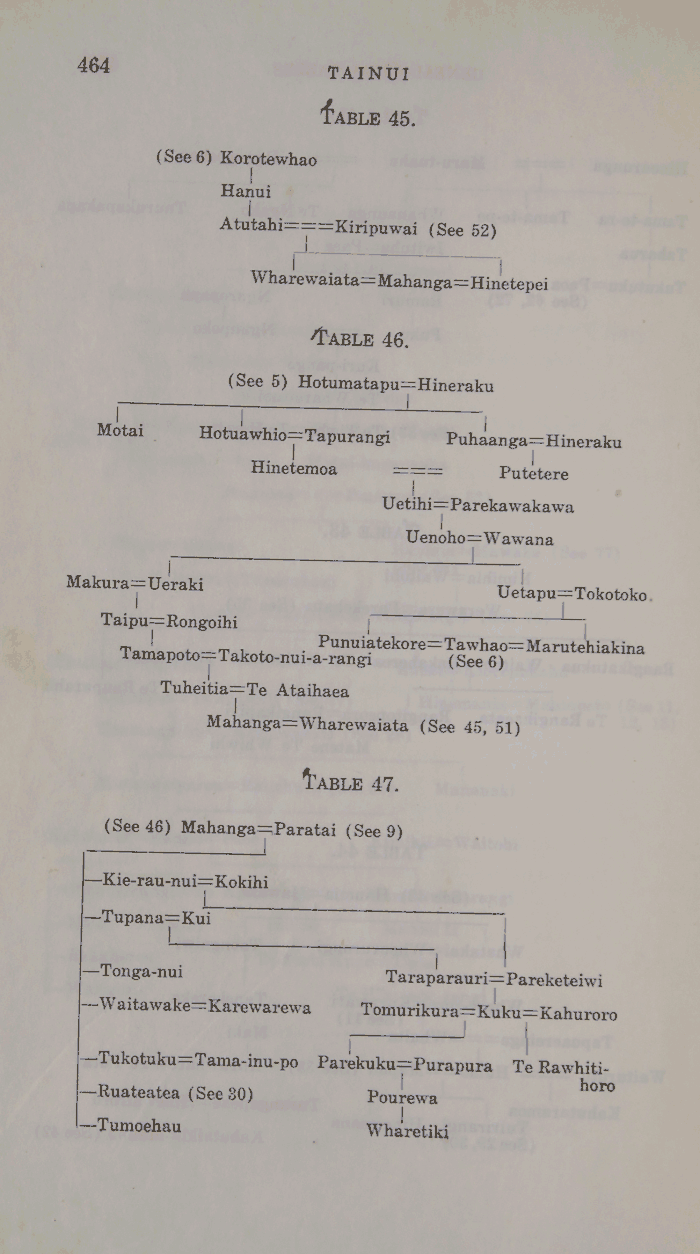 464
TAINUI
TABLE 45.
(See 6) Korotewhao
Hanui
Atutahi===Kiripuwai (See 52)
Wharewaiata=Mahanga=Hinetepei
TABLE 46.
(See 5) Hotumatapu=Hineraku
Motai Hotuawhio=Tapurangi Puhaanga=Hineraku
Hinetemoa === Putetere
Uetihi=Parekawakawa
Uenoho=Wawana
Makura=Ueraki Uetapu=Tokotoko.
Taipu=Rongoihi
Punuiatekore=Tawhao=Marutehiakina
Tamapoto=Takoto-nui-a-rangi (See 6)
Tuheitia=Te Ataihaea
Mahanga=Wharewaiata (See 45, 51)
TABLE 47.
(See 46) Mahanga=Paratai (See 9)
—Kie-rau-nui=Kokihi
—Tupana=Kui
—Tonga-nui Taraparauri=Pareketeiwi
—Waitawake=Karewarewa Tomurikura=Kuku=Kahuroro
—Tukotuku=Tama-inu-po Parekuku=Purapura Te Rawhiti-
horo
—Ruateatea (See 30) Pourewa
—Tumoehau Wharetiki